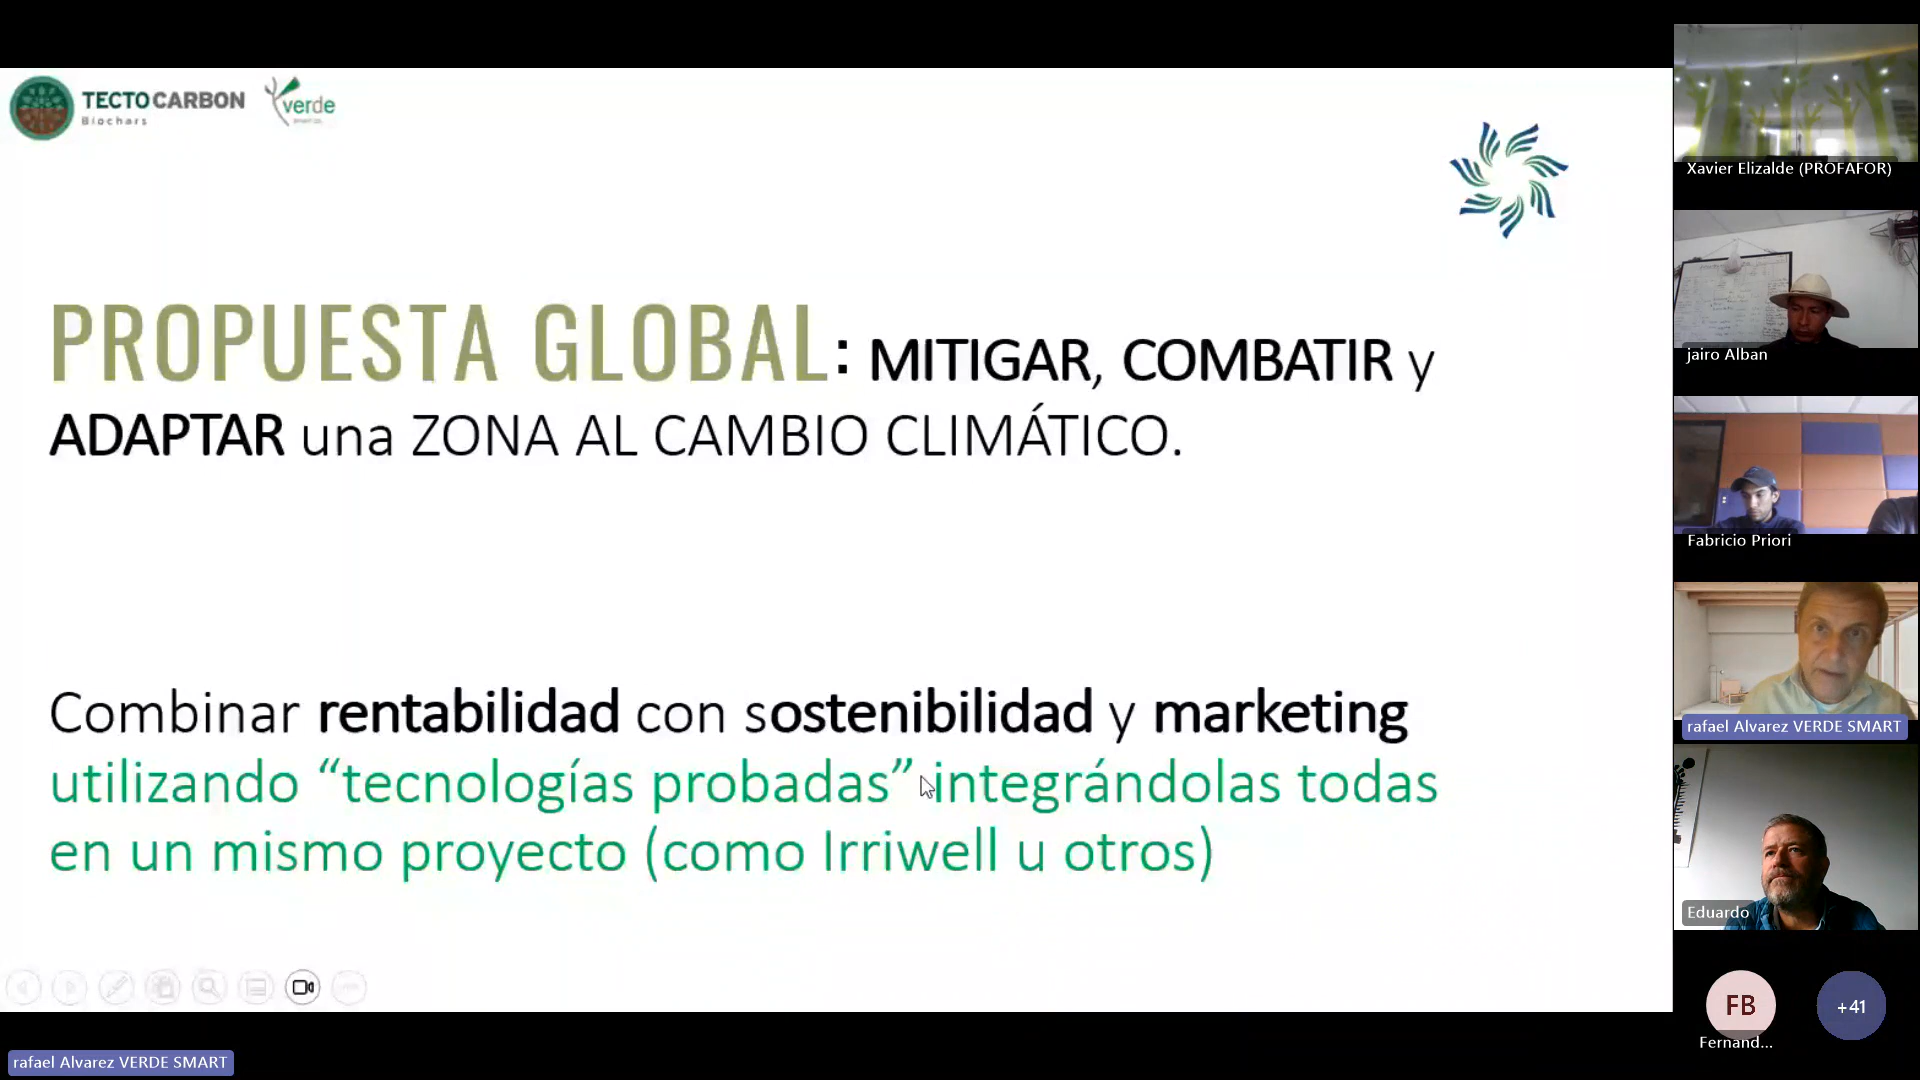 TECTOCARBON
Biochars
verde
PROPUESTA GLOBAL: MITIGAR, COMBATIR y
ADAPTAR una ZONA AL CAMBIO CLIMÁTICO.
Combinar rentabilidad con sostenibilidad y marketing
utilizando “tecnologías probadas” integrándolas todas
en un mismo proyecto (como Irriwell u otros)
rafael Alvarez VERDE SMART
Xavier Elizalde (PROFAFOR)
jairo Alban
Fabricio Priori
rafael Alvarez VERDE SMART
Eduardo
FB
+41
Fernand...